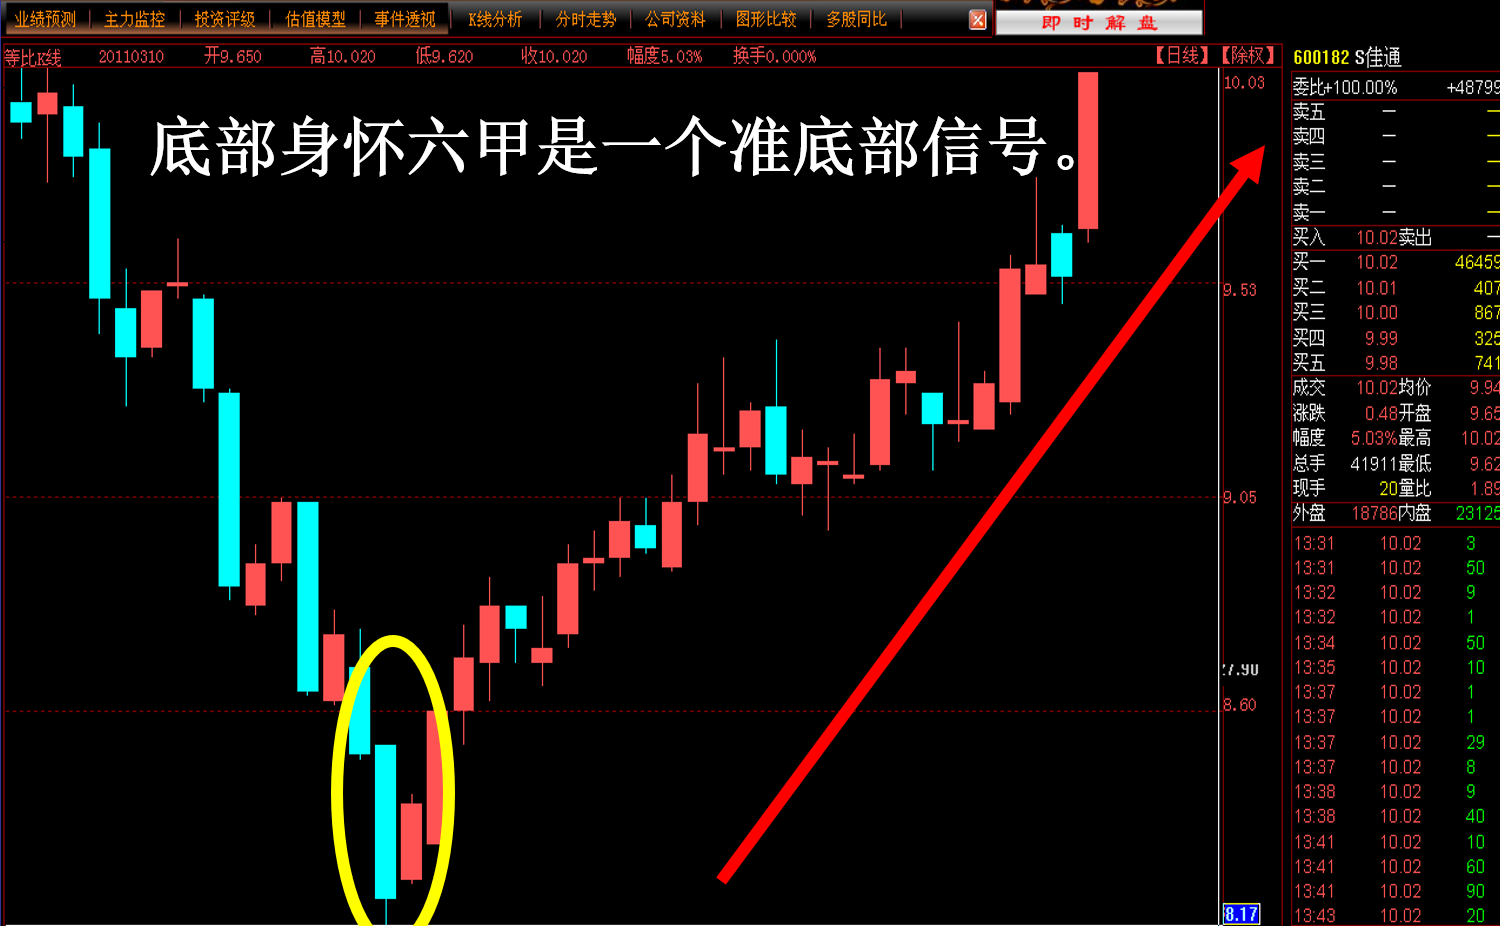 业绩预测 主力监控 投资评级 估值模型 事件透视 K线分析 分时走势 公司资料 图形比较 多股同比
即时解盘
等比K线 20110310 开9.650 高10.020 低9.620 收10.020 幅度5.03% 换手0.000% 【日线】【除权】
600182 S佳通
底部身怀六甲是一个准底部信号。
10.03
9.53
9.05
8.60
8.17
委比+100.00% +48799
卖五 —
卖四 —
卖三 —
卖二 —
卖一 —
买入 10.02卖出 —
买一 10.02 46459
买二 10.01 407
买三 10.00 867
买四 9.99 325
买五 9.98 741
成交 10.02均价 9.94
涨跌 0.48开盘 9.65
幅度 5.03%最高 10.02
总手 41911最低 9.62
现手 20量比 1.89
外盘 18786内盘 23125
13:31 10.02 3
13:31 10.02 50
13:32 10.02 9
13:32 10.02 1
13:34 10.02 50
13:35 10.02 10
13:37 10.02 1
13:37 10.02 1
13:37 10.02 29
13:37 10.02 8
13:38 10.02 9
13:38 10.02 40
13:41 10.02 10
13:41 10.02 60
13:41 10.02 90
13:43 10.02 20